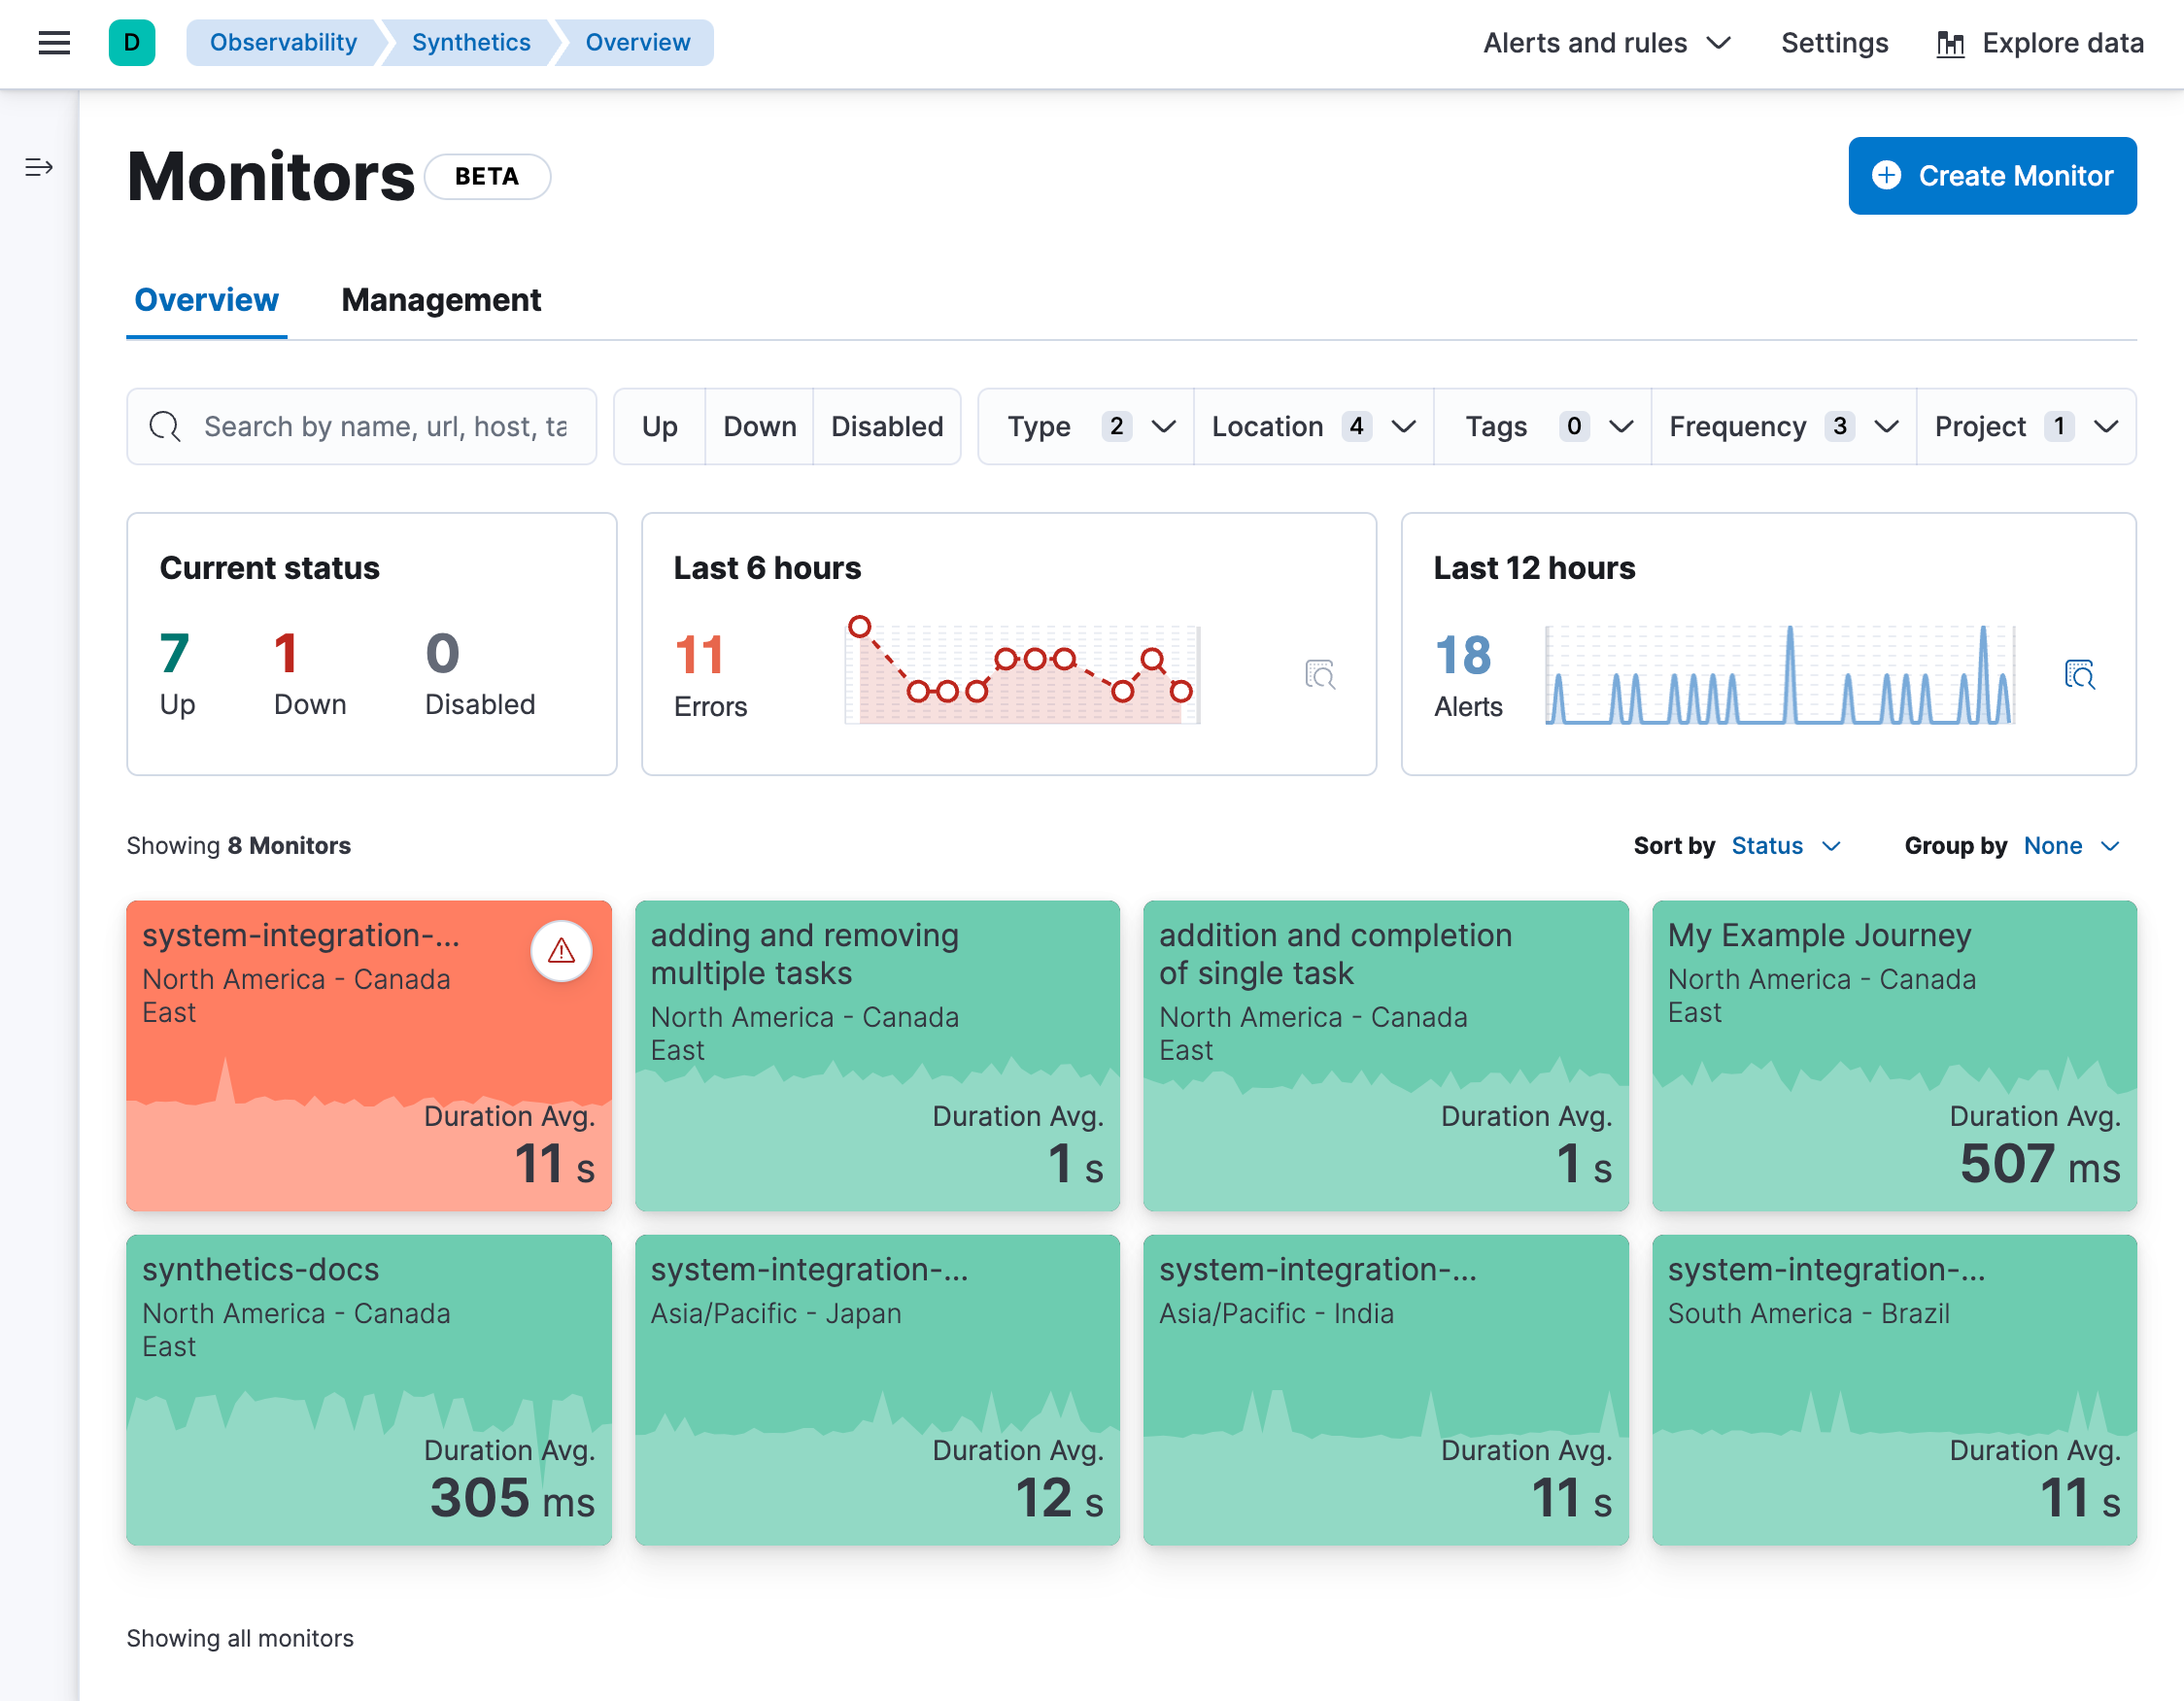 D
Observability
Synthetics
Overview
Alerts and rules
Settings
Explore data
Monitors
BETA
Create Monitor
Overview
Management
Search by name, url, host, ta
Up
Down
Disabled
Type 2
Location 4
Tags 0
Frequency 3
Project 1
Current status
7
Up
1
Down
0
Disabled
Last 6 hours
11
Errors
Last 12 hours
18
Alerts
Showing 8 Monitors
Sort by Status
Group by None
system-integration-...
North America - Canada
East
Duration Avg.
11 s
adding and removing
multiple tasks
North America - Canada
East
Duration Avg.
1 s
addition and completion
of single task
North America - Canada
East
Duration Avg.
1 s
My Example Journey
North America - Canada
East
Duration Avg.
507 ms
synthetics-docs
North America - Canada
East
Duration Avg.
305 ms
system-integration-...
Asia/Pacific - Japan
Duration Avg.
12 s
system-integration-...
Asia/Pacific - India
Duration Avg.
11 s
system-integration-...
South America - Brazil
Duration Avg.
11 s
Showing all monitors